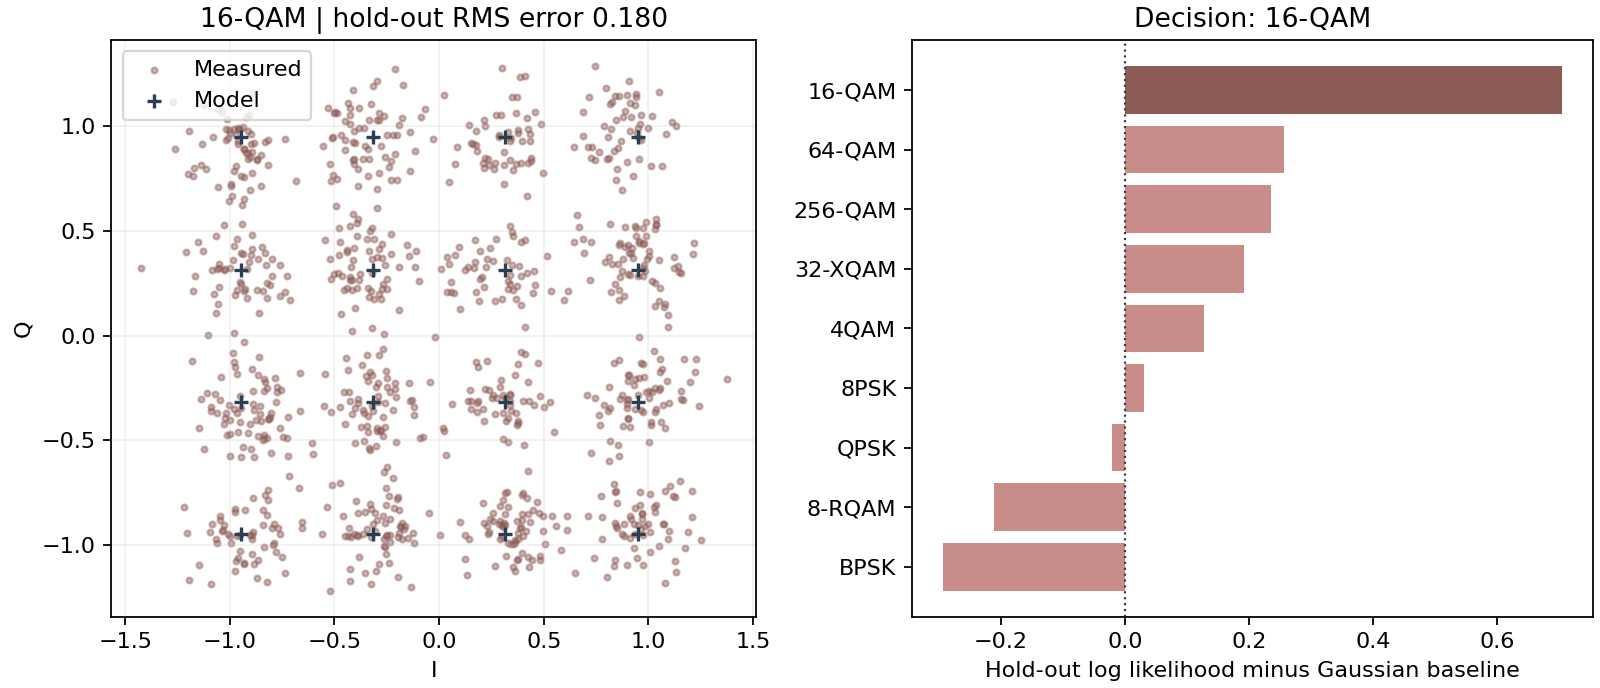 16-QAM | hold-out RMS error 0.180
Measured
Model
1.0
0.5
0.0
−0.5
−1.0
Q
−1.5
−1.0
−0.5
0.0
0.5
1.0
1.5
I
Decision: 16-QAM
16-QAM
64-QAM
256-QAM
32-XQAM
4QAM
8PSK
QPSK
8-RQAM
BPSK
−0.2
0.0
0.2
0.4
0.6
Hold-out log likelihood minus Gaussian baseline